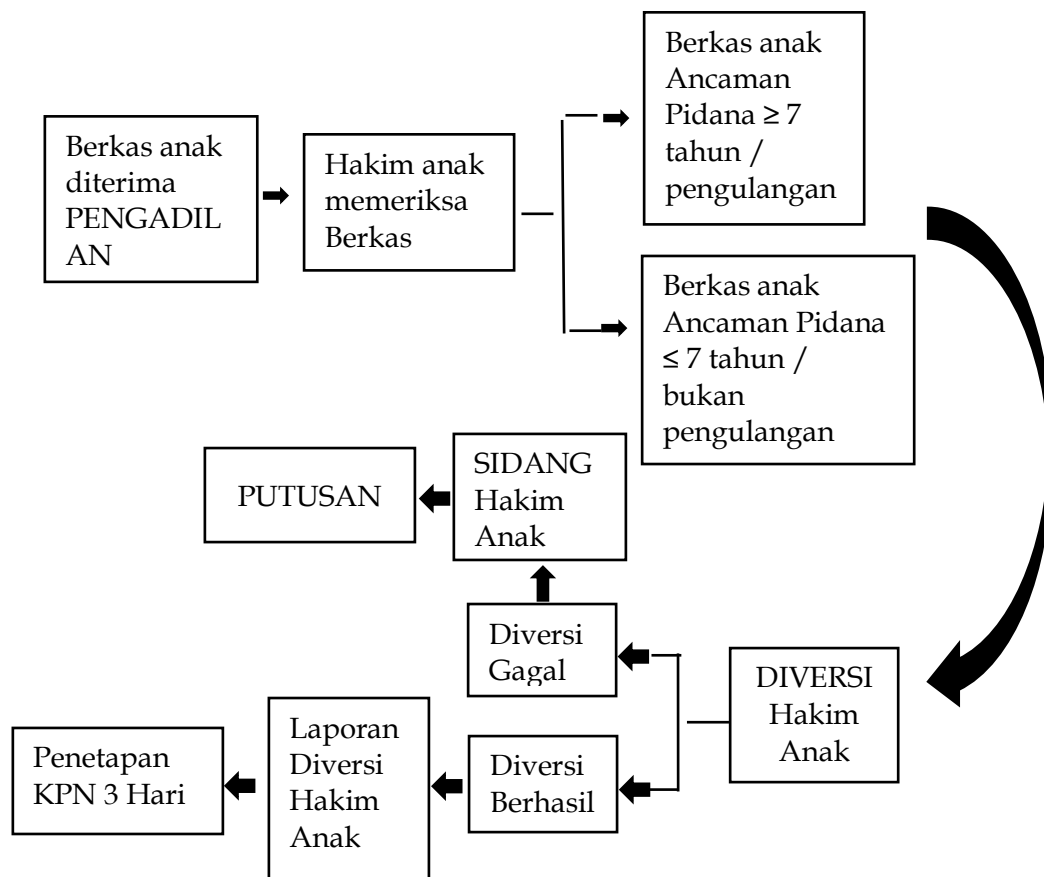 Berkas anak
diterima
PENGADIL
AN
Hakim anak
memeriksa
Berkas
Berkas anak
Ancaman
Pidana ≥ 7
tahun /
pengulangan
Berkas anak
Ancaman Pidana
≤ 7 tahun /
bukan
pengulangan
DIVERSI
Hakim
Anak
Diversi
Gagal
SIDANG
Hakim
Anak
PUTUSAN
Diversi
Berhasil
Laporan
Diversi
Hakim
Anak
Penetapan
KPN 3 Hari